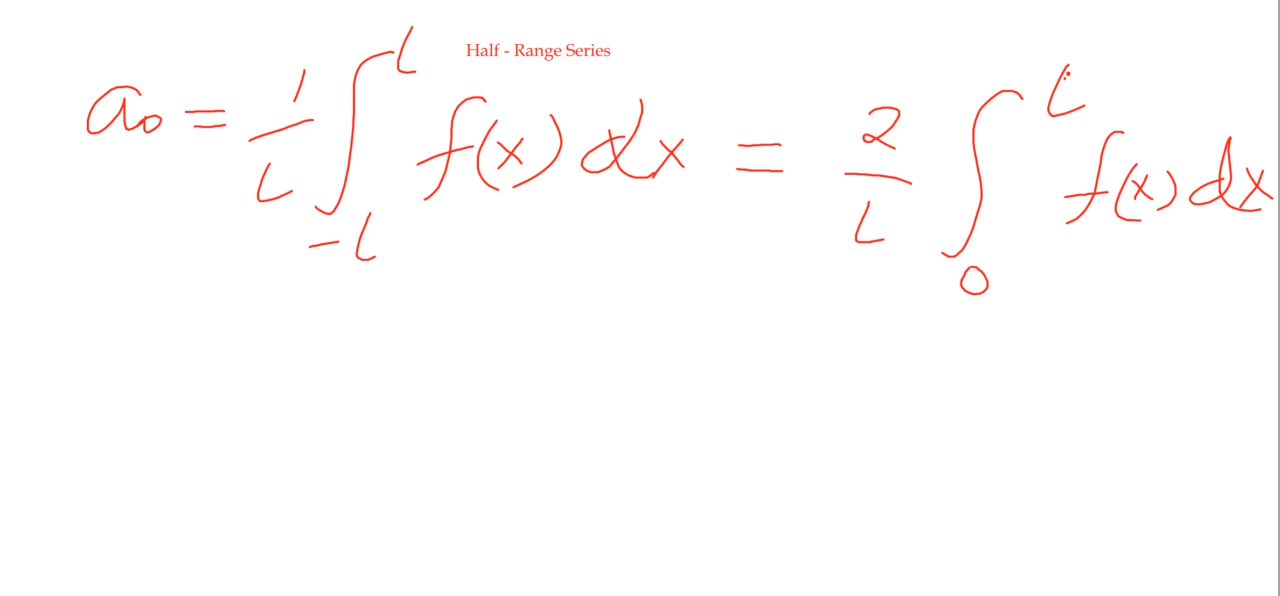 Half - Range Series
a₀ = 1/L ∫_{-L}^{L} f(x) dx = 2/L ∫_{0}^{L} f(x) dx